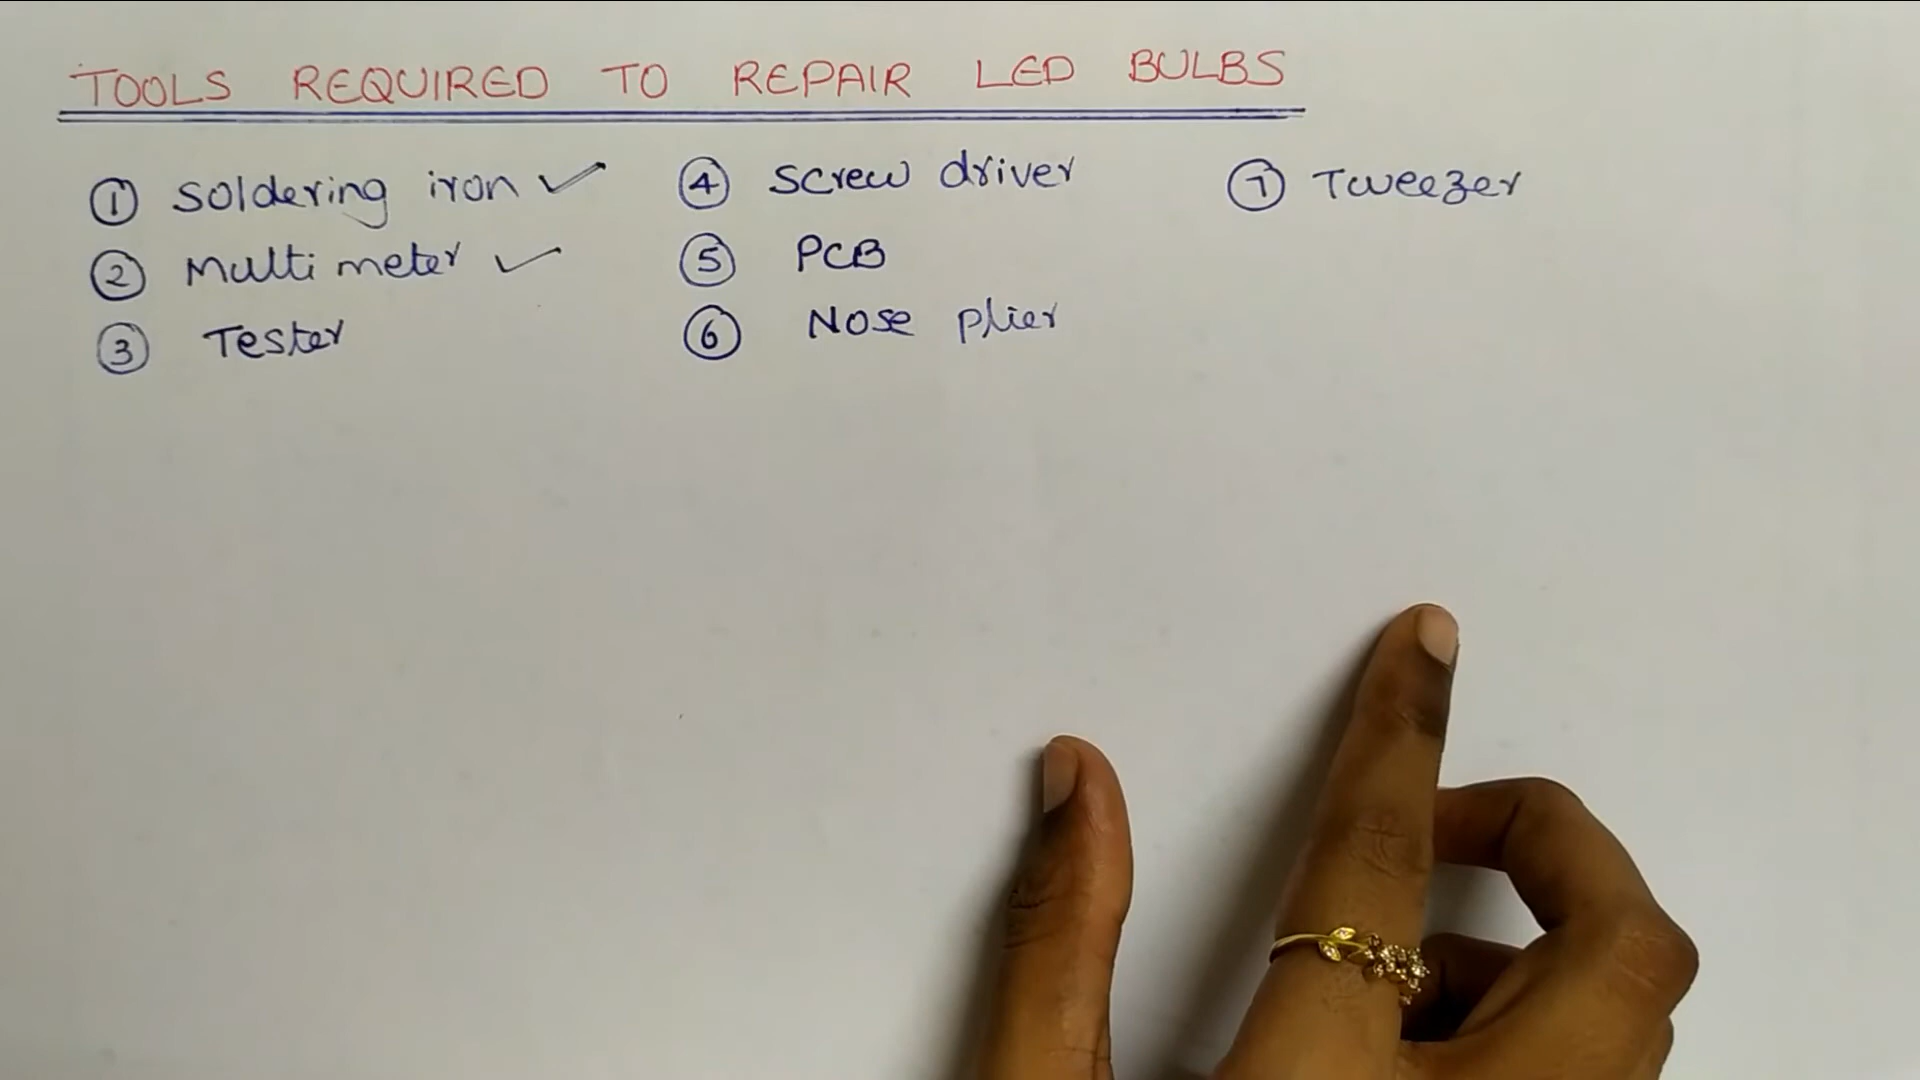 TOOLS REQUIRED TO REPAIR LED BULBS
① Soldering iron ✓
② Multi meter ✓
③ Tester
④ Screw driver
⑤ PCB
⑥ Nose plier
⑦ Tweezer